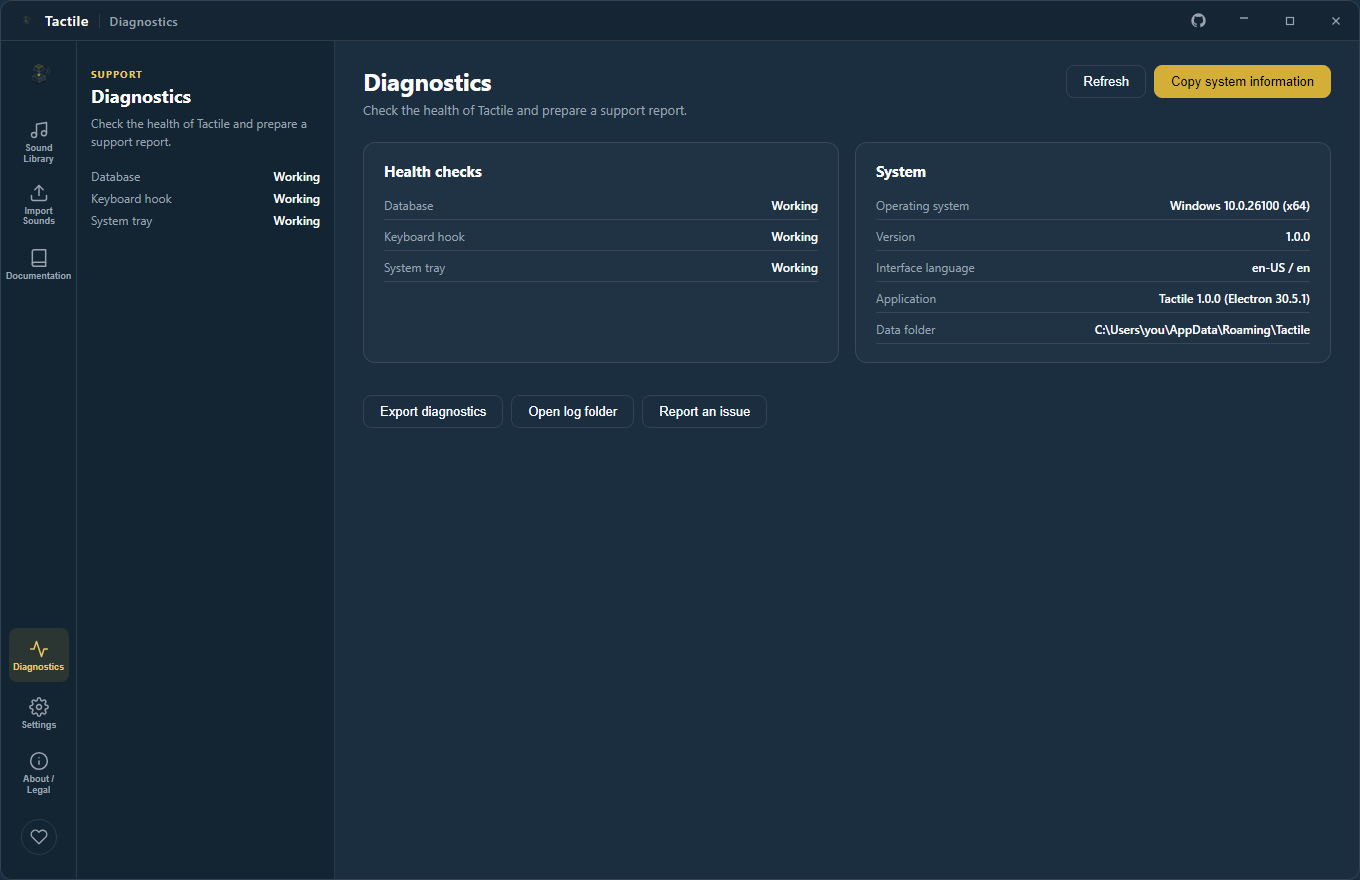 Tactile
Diagnostics
Sound
Library
Import
Sounds
Documentation
Diagnostics
Settings
About /
Legal
SUPPORT
Diagnostics
Check the health of Tactile and prepare a
support report.
Database Working
Keyboard hook Working
System tray Working
Diagnostics
Check the health of Tactile and prepare a support report.
Refresh
Copy system information
Health checks
Database Working
Keyboard hook Working
System tray Working
System
Operating system Windows 10.0.26100 (x64)
Version 1.0.0
Interface language en-US / en
Application Tactile 1.0.0 (Electron 30.5.1)
Data folder C:\Users\you\AppData\Roaming\Tactile
Export diagnostics
Open log folder
Report an issue